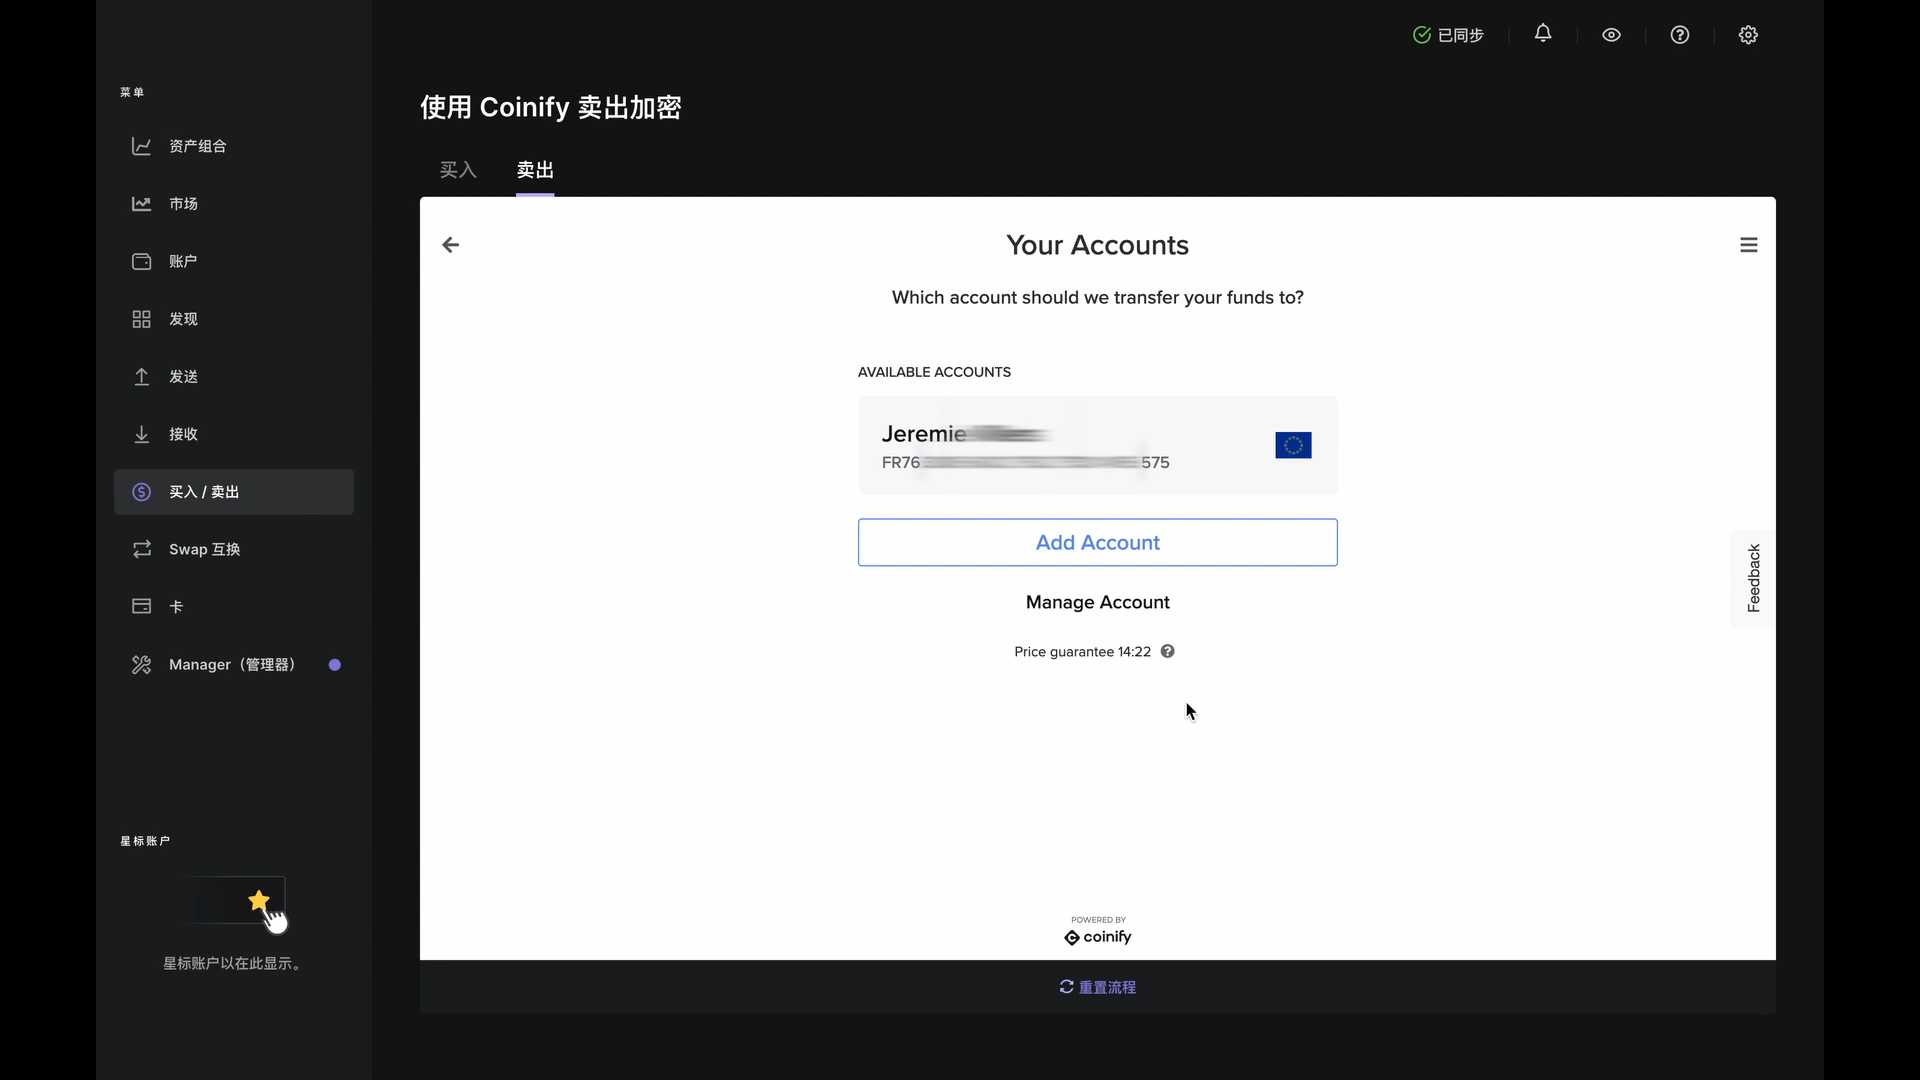 已同步
菜单
资产组合
市场
账户
发现
发送
接收
买入 / 卖出
Swap 互换
卡
Manager（管理器）
星标账户
星标账户以在此显示。
使用 Coinify 卖出加密
买入 卖出
Your Accounts
Which account should we transfer your funds to?
AVAILABLE ACCOUNTS
Jeremie
FR76 575
Add Account
Manage Account
Price guarantee 14:22
Feedback
POWERED BY
coinify
重置流程